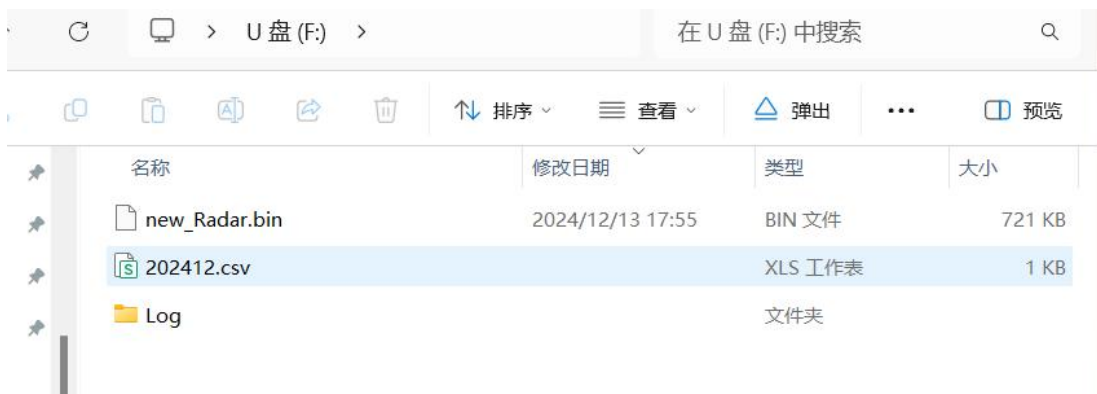 U 盘 (F:) 在 U 盘 (F:) 中搜索
排序 查看 弹出 ••• 预览
名称 修改日期 类型 大小
new_Radar.bin 2024/12/13 17:55 BIN 文件 721 KB
202412.csv XLS 工作表 1 KB
Log 文件夹